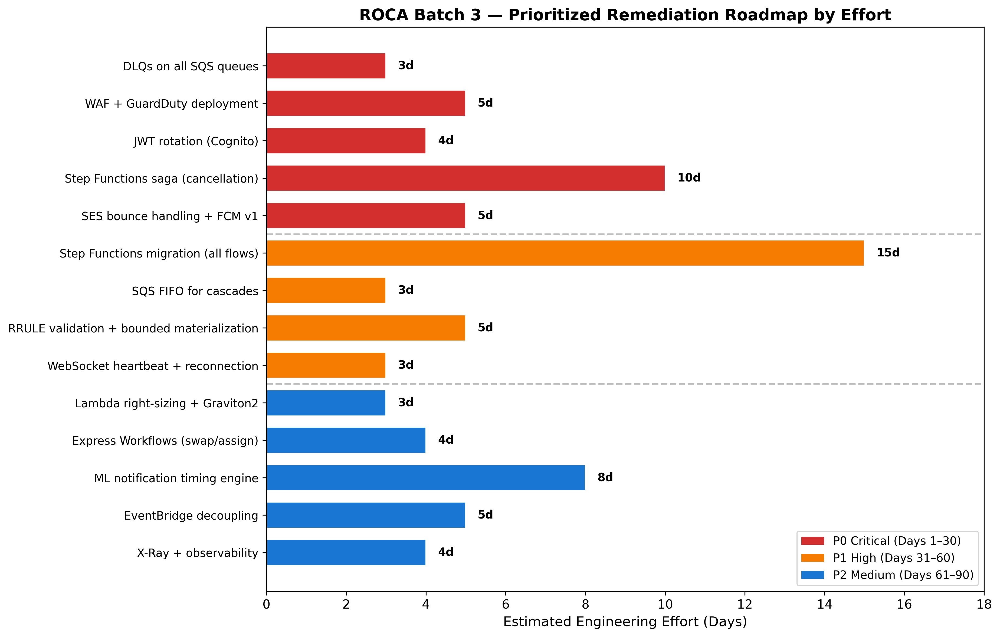 ROCA Batch 3 — Prioritized Remediation Roadmap by Effort
DLQs on all SQS queues
3d
WAF + GuardDuty deployment
5d
JWT rotation (Cognito)
4d
Step Functions saga (cancellation)
10d
SES bounce handling + FCM v1
5d
Step Functions migration (all flows)
15d
SQS FIFO for cascades
3d
RRULE validation + bounded materialization
5d
WebSocket heartbeat + reconnection
3d
Lambda right-sizing + Graviton2
3d
Express Workflows (swap/assign)
4d
ML notification timing engine
8d
EventBridge decoupling
5d
X-Ray + observability
4d
P0 Critical (Days 1–30)
P1 High (Days 31–60)
P2 Medium (Days 61–90)
0 2 4 6 8 10 12 14 16 18
Estimated Engineering Effort (Days)